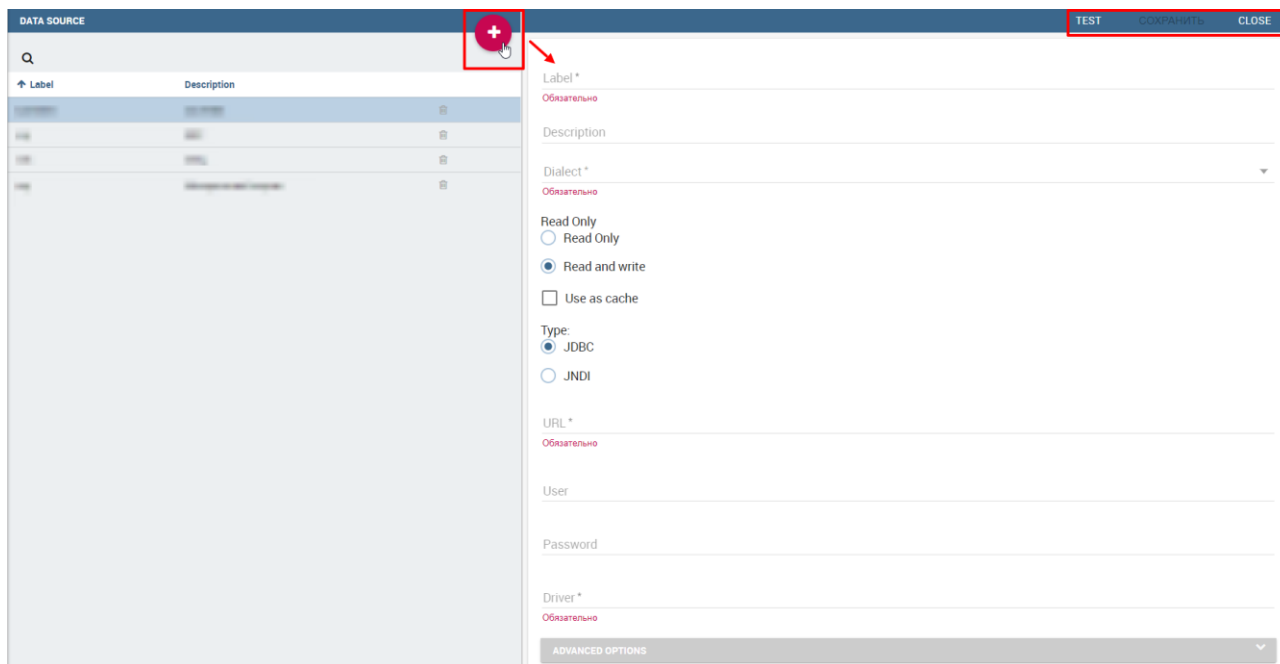 DATA SOURCE
TEST СОХРАНИТЬ CLOSE
Label Description
Label *
Обязательно
Description
Dialect *
Обязательно
Read Only
Read Only
Read and write
Use as cache
Type:
JDBC
JNDI
URL *
Обязательно
User
Password
Driver *
Обязательно
ADVANCED OPTIONS